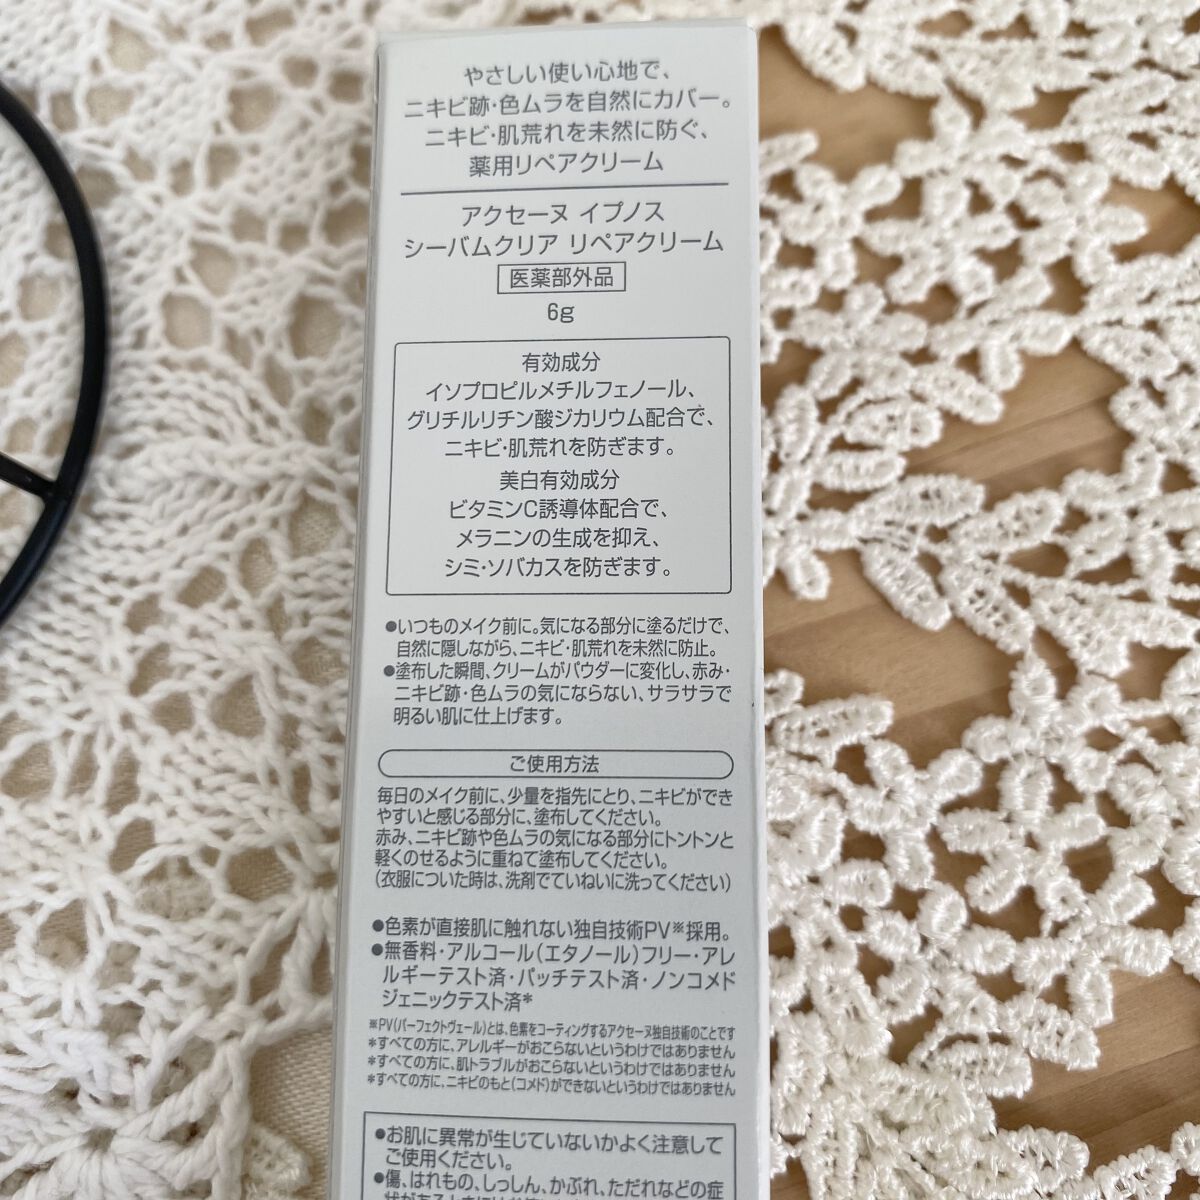 やさしい使い心地で、
ニキビ跡・色ムラを自然にカバー。
ニキビ・肌荒れを未然に防ぐ、
薬用リペアクリーム
アクセーヌ イプノス
シーバムクリア リペアクリーム
医薬部外品
6g
有効成分
イソプロピルメチルフェノール、
グリチルリチン酸ジカリウム配合で、
ニキビ・肌荒れを防ぎます。
美白有効成分
ビタミンC誘導体配合で、
メラニンの生成を抑え、
シミ・ソバカスを防ぎます。
●いつものメイク前に。気になる部分に塗るだけで、
自然に隠しながら、ニキビ・肌荒れを未然に防止。
●塗布した瞬間、クリームがパウダーに変化し、赤み・
ニキビ跡・色ムラの気にならない、サラサラで
明るい肌に仕上げます。
ご使用方法
毎日のメイク前に、少量を指先にとり、ニキビができ
やすいと感じる部分に、塗布してください。
赤み、ニキビ跡や色ムラの気になる部分にトントンと
軽くのせるように重ねて塗布してください。
(衣服についた時は、洗剤でていねいに洗ってください)
●色素が直接肌に触れない独自技術PV※採用。
●無香料・アルコール(エタノール)フリー・アレ
ルギーテスト済・パッチテスト済・ノンコメド
ジェニックテスト済*
※PV(パーフェクトヴェール)とは、色素をコーティングするアクセーヌ独自技術のことです
*すべての方に、アレルギーがおこらないというわけではありません
*すべての方に、肌トラブルがおこらないというわけではありません
*すべての方に、ニキビのもと(コメド)ができないというわけではありません
●お肌に異常が生じていないかよく注意して
ご使用ください。
●傷、はれもの、しっしん、かぶれ、ただれなどの症